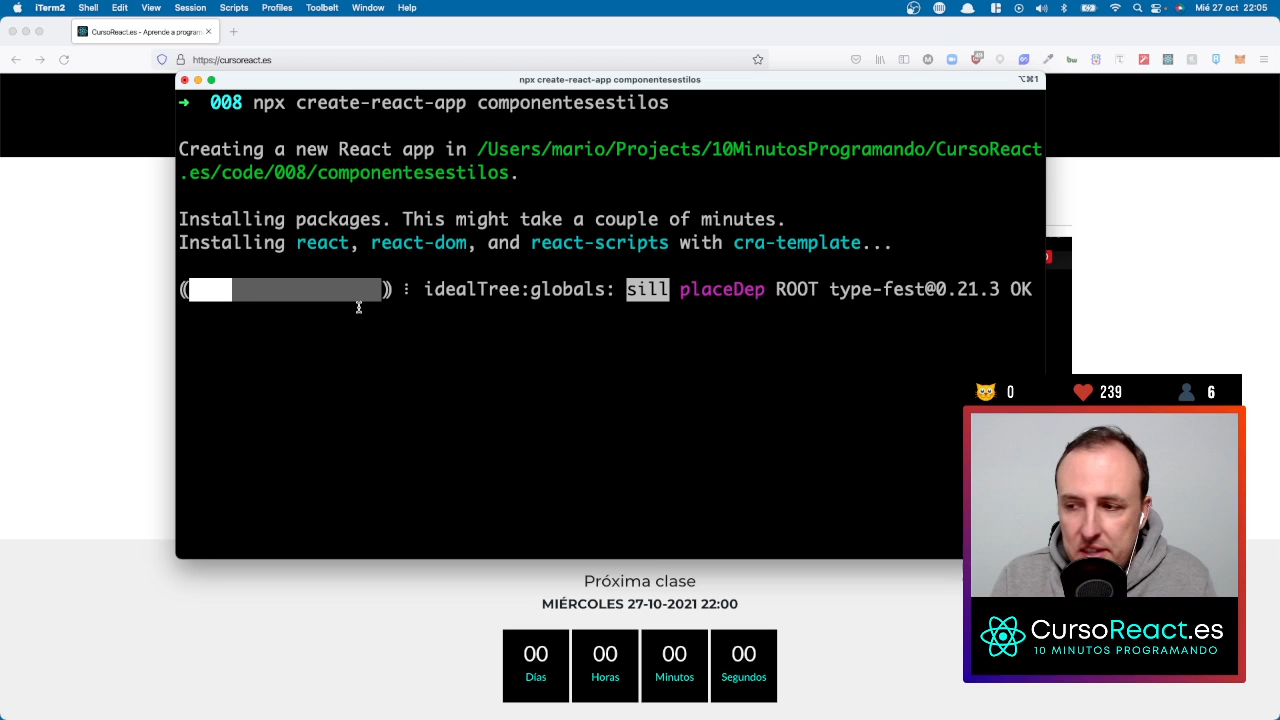 iTerm2 Shell Edit View Session Scripts Profiles Toolbelt Window Help Mié 27 oct 22:05
CursoReact.es - Aprende a program
https://cursoreact.es
npx create-react-app componentesestilos ⌥⌘1
➜ 008 npx create-react-app componentesestilos
Creating a new React app in /Users/mario/Projects/10MinutosProgramando/CursoReact
.es/code/008/componentesestilos.
Installing packages. This might take a couple of minutes.
Installing react, react-dom, and react-scripts with cra-template...
() ⠸ idealTree:globals: sill placeDep ROOT type-fest@0.21.3 OK
0 239 6
CursoReact.es
10 MINUTOS PROGRAMANDO
Próxima clase
MIÉRCOLES 27-10-2021 22:00
00 00 00 00
Días Horas Minutos Segundos